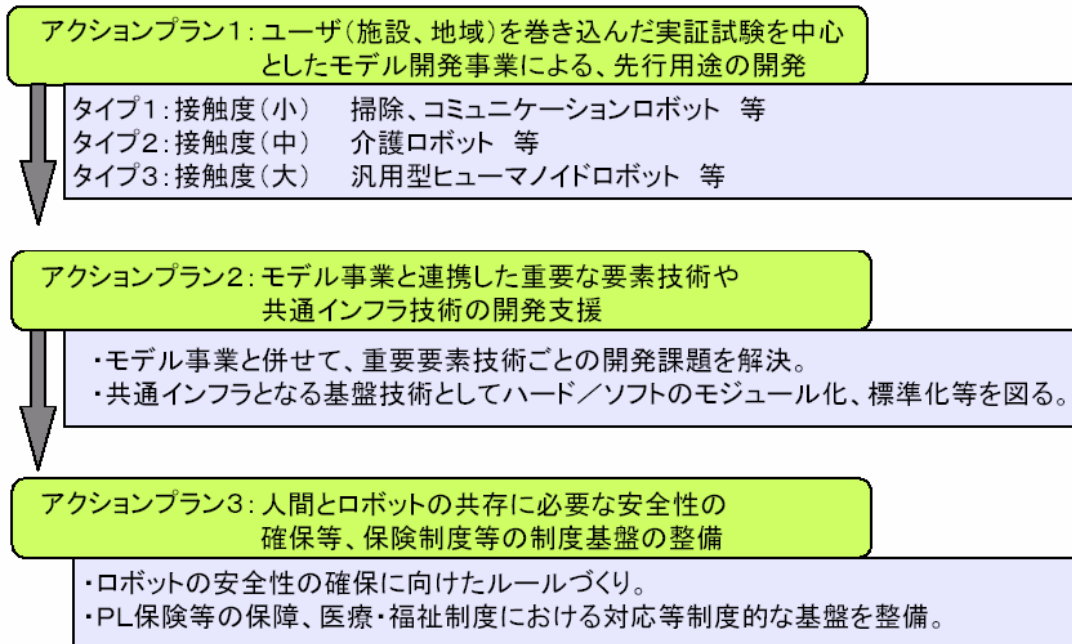 アクションプラン1:ユーザ(施設、地域)を巻き込んだ実証試験を中心
としたモデル開発事業による、先行用途の開発
タイプ1:接触度(小) 掃除、コミュニケーションロボット 等
タイプ2:接触度(中) 介護ロボット 等
タイプ3:接触度(大) 汎用型ヒューマノイドロボット 等
アクションプラン2:モデル事業と連携した重要な要素技術や
共通インフラ技術の開発支援
・モデル事業と併せて、重要要素技術ごとの開発課題を解決。
・共通インフラとなる基盤技術としてハード/ソフトのモジュール化、標準化等を図る。
アクションプラン3:人間とロボットの共存に必要な安全性の
確保等、保険制度等の制度基盤の整備
・ロボットの安全性の確保に向けたルールづくり。
・PL保険等の保障、医療・福祉制度における対応等制度的な基盤を整備。